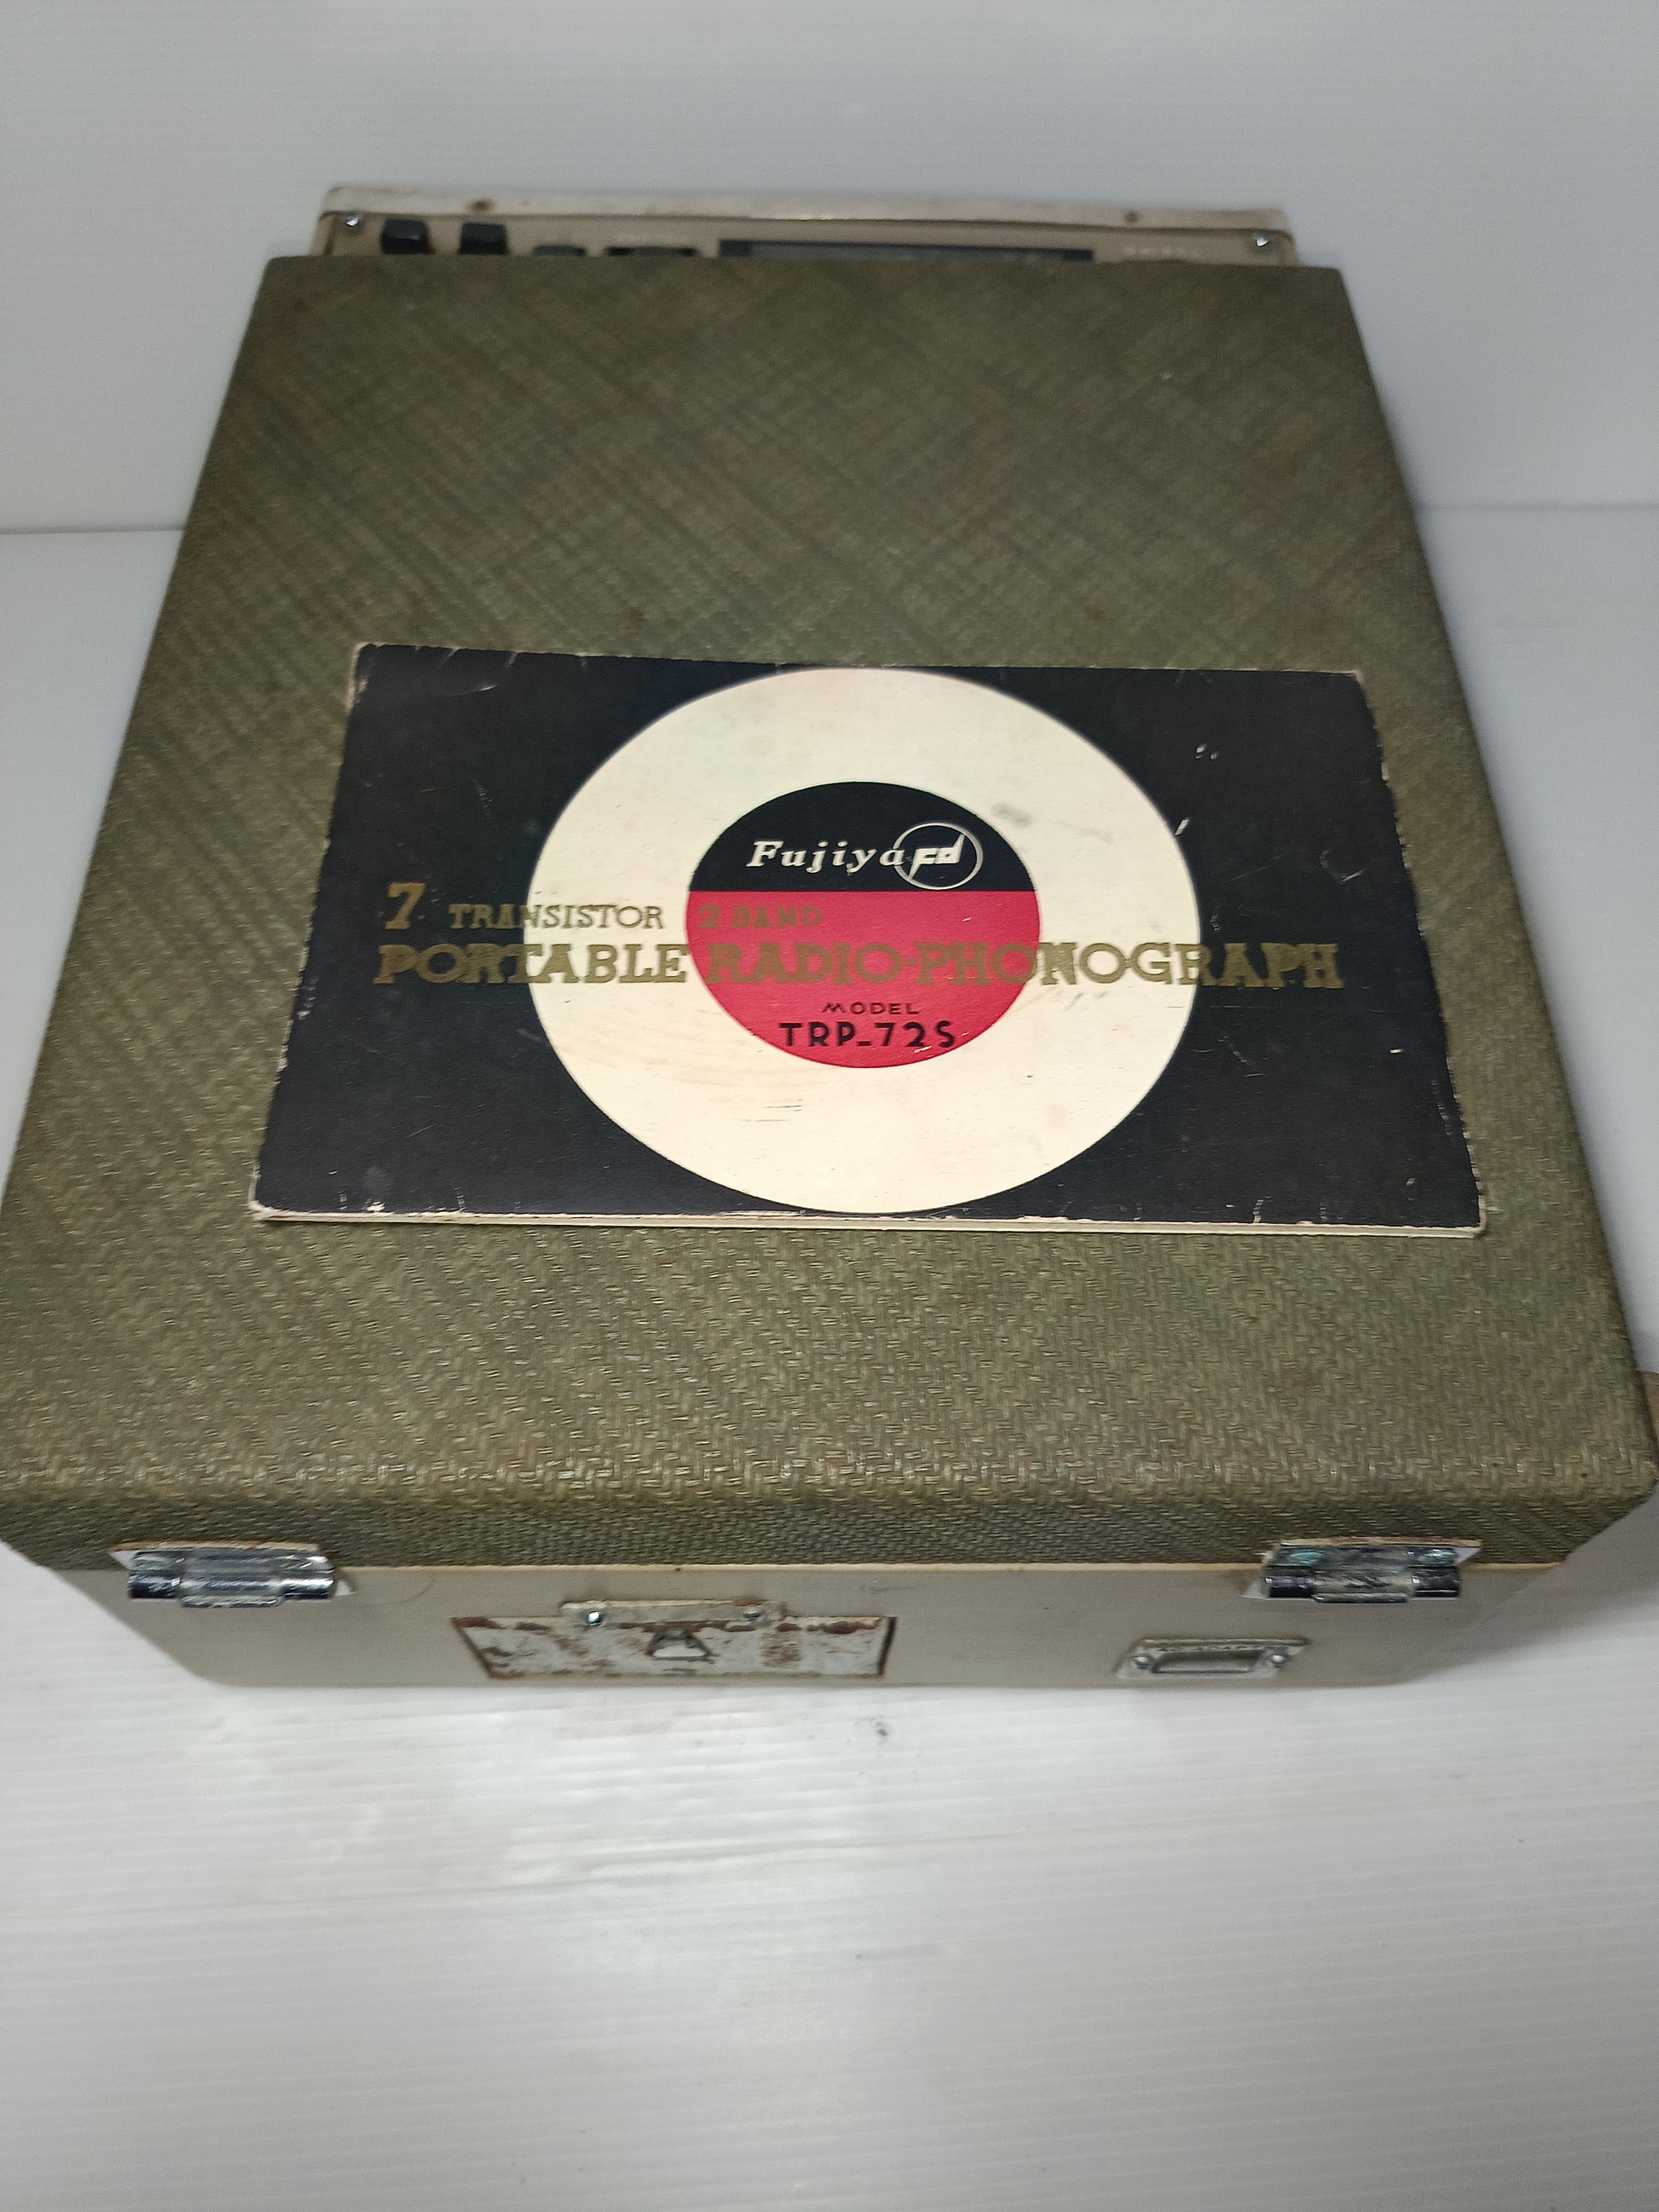 Fujiya
7 TRANSISTOR 2 BAND
PORTABLE RADIO-PHONOGRAPH
MODEL
TRP-72S